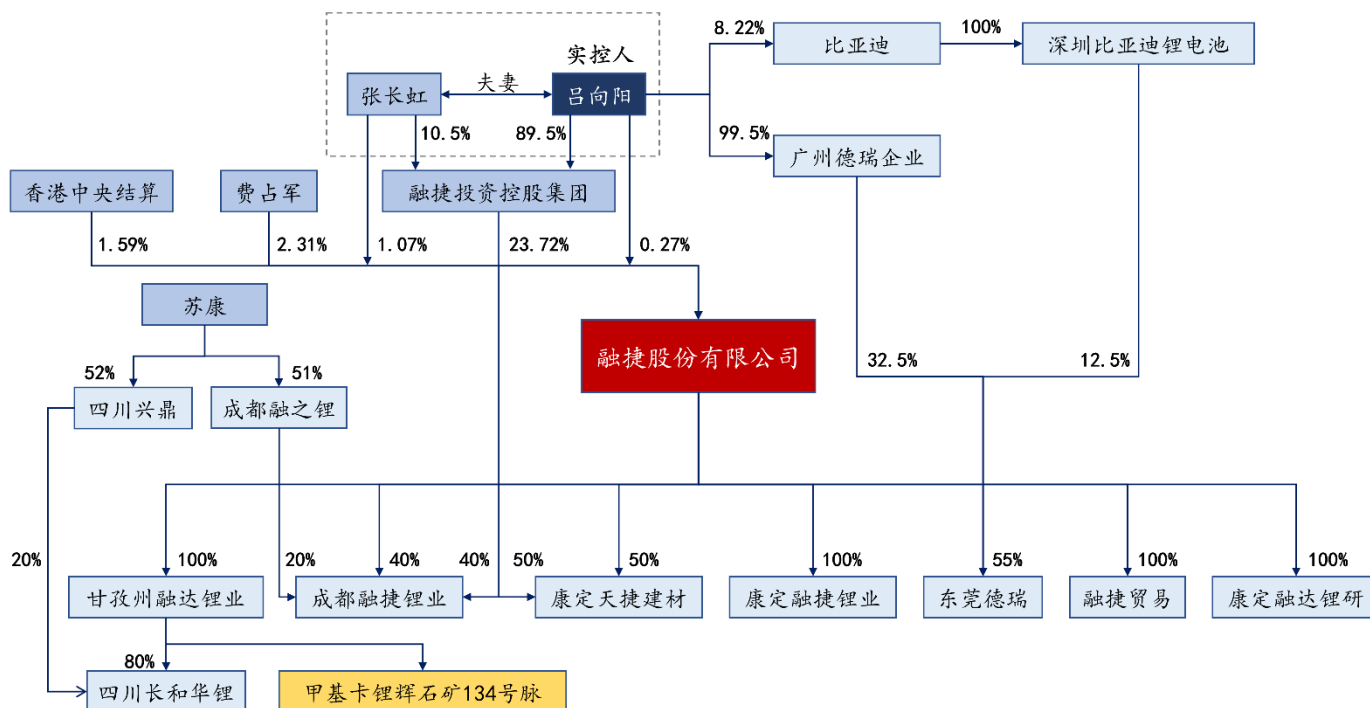 8.22%
比亚迪
100%
深圳比亚迪锂电池
实控人
张长虹
夫妻
吕向阳
10.5%
89.5%
99.5%
广州德瑞企业
香港中央结算
费占军
融捷投资控股集团
1.59%
2.31%
1.07%
23.72%
0.27%
苏康
融捷股份有限公司
32.5%
12.5%
52%
51%
四川兴鼎
成都融之锂
20%
100%
20%
40%
40%
50%
50%
100%
55%
100%
100%
甘孜州融达锂业
成都融捷锂业
康定天捷建材
康定融捷锂业
东莞德瑞
融捷贸易
康定融达锂研
80%
四川长和华锂
甲基卡锂辉石矿134号脉